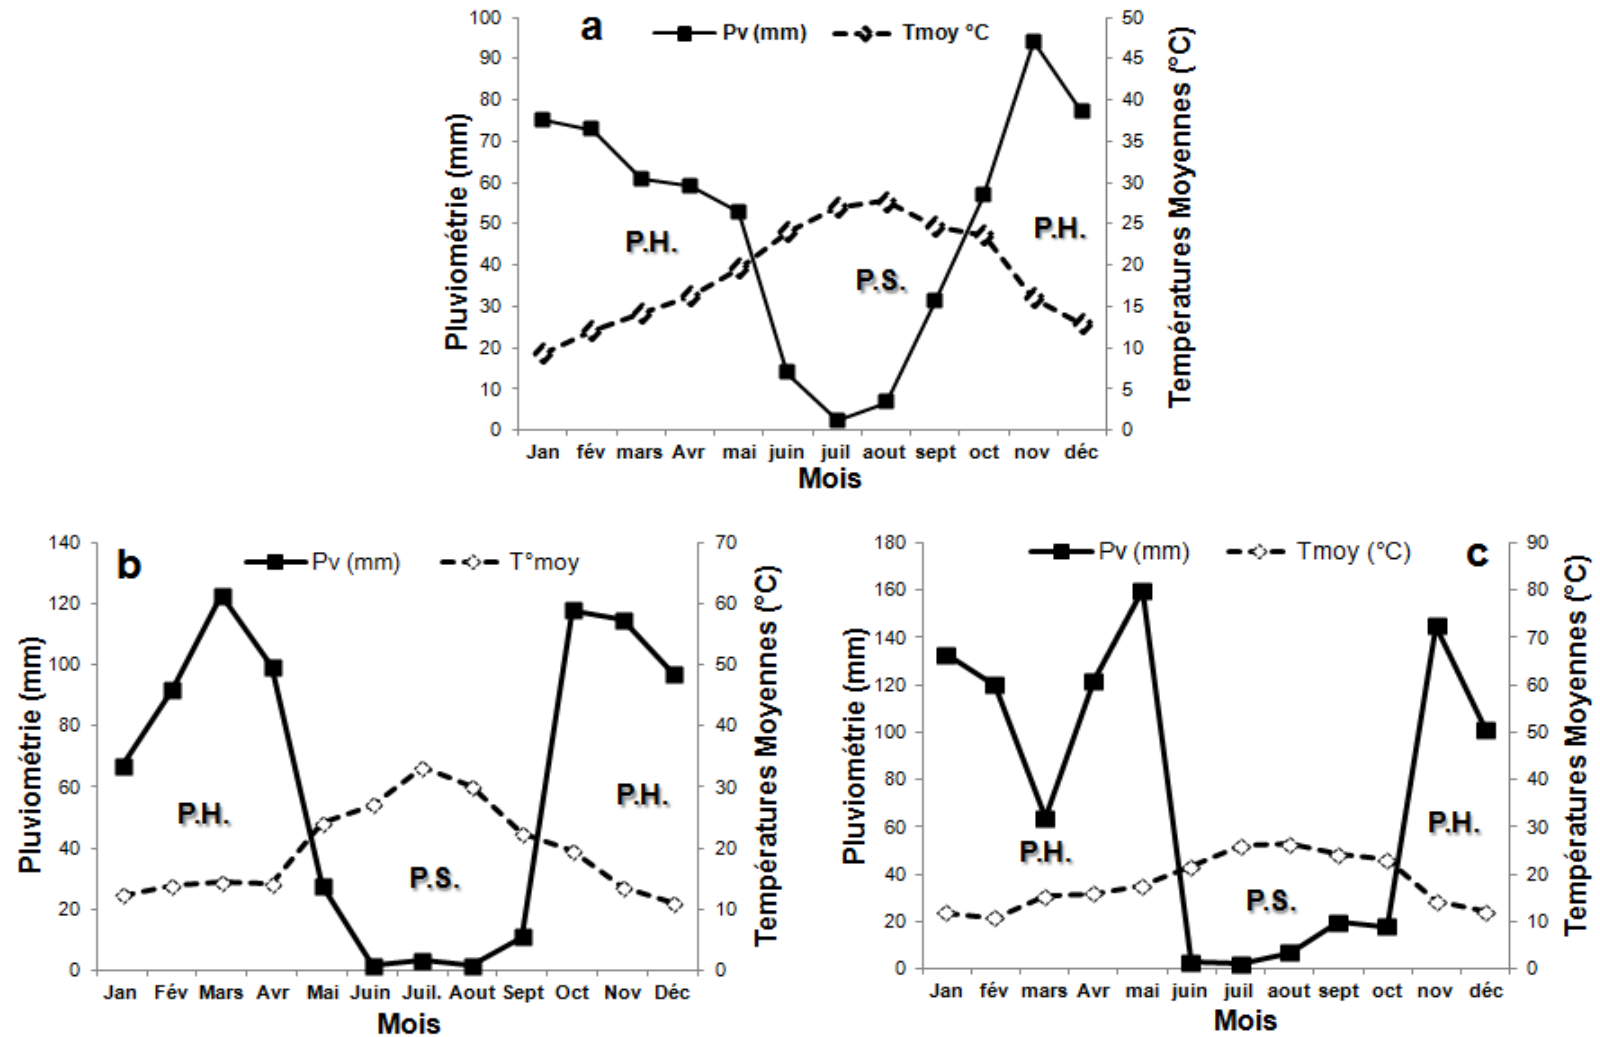 a
Pv (mm) Tmoy °C
Pluviométrie (mm)
Températures Moyennes (°C)
100
90
80
70
60
50
40
30
20
10
0
50
45
40
35
30
25
20
15
10
5
0
P.H.
P.S.
P.H.
Jan fév mars Avr mai juin juil aout sept oct nov déc
Mois
b
Pv (mm) T°moy
Pluviométrie (mm)
Températures Moyennes (°C)
140
120
100
80
60
40
20
0
70
60
50
40
30
20
10
0
P.H.
P.S.
P.H.
Jan Fév Mars Avr Mai Juin Juil. Aout Sept Oct Nov Déc
Mois
c
Pv (mm) Tmoy (°C)
Pluviométrie (mm)
Températures Moyennes (°C)
180
160
140
120
100
80
60
40
20
0
90
80
70
60
50
40
30
20
10
0
P.H.
P.S.
P.H.
Jan fév mars Avr mai juin juil aout sept oct nov déc
Mois